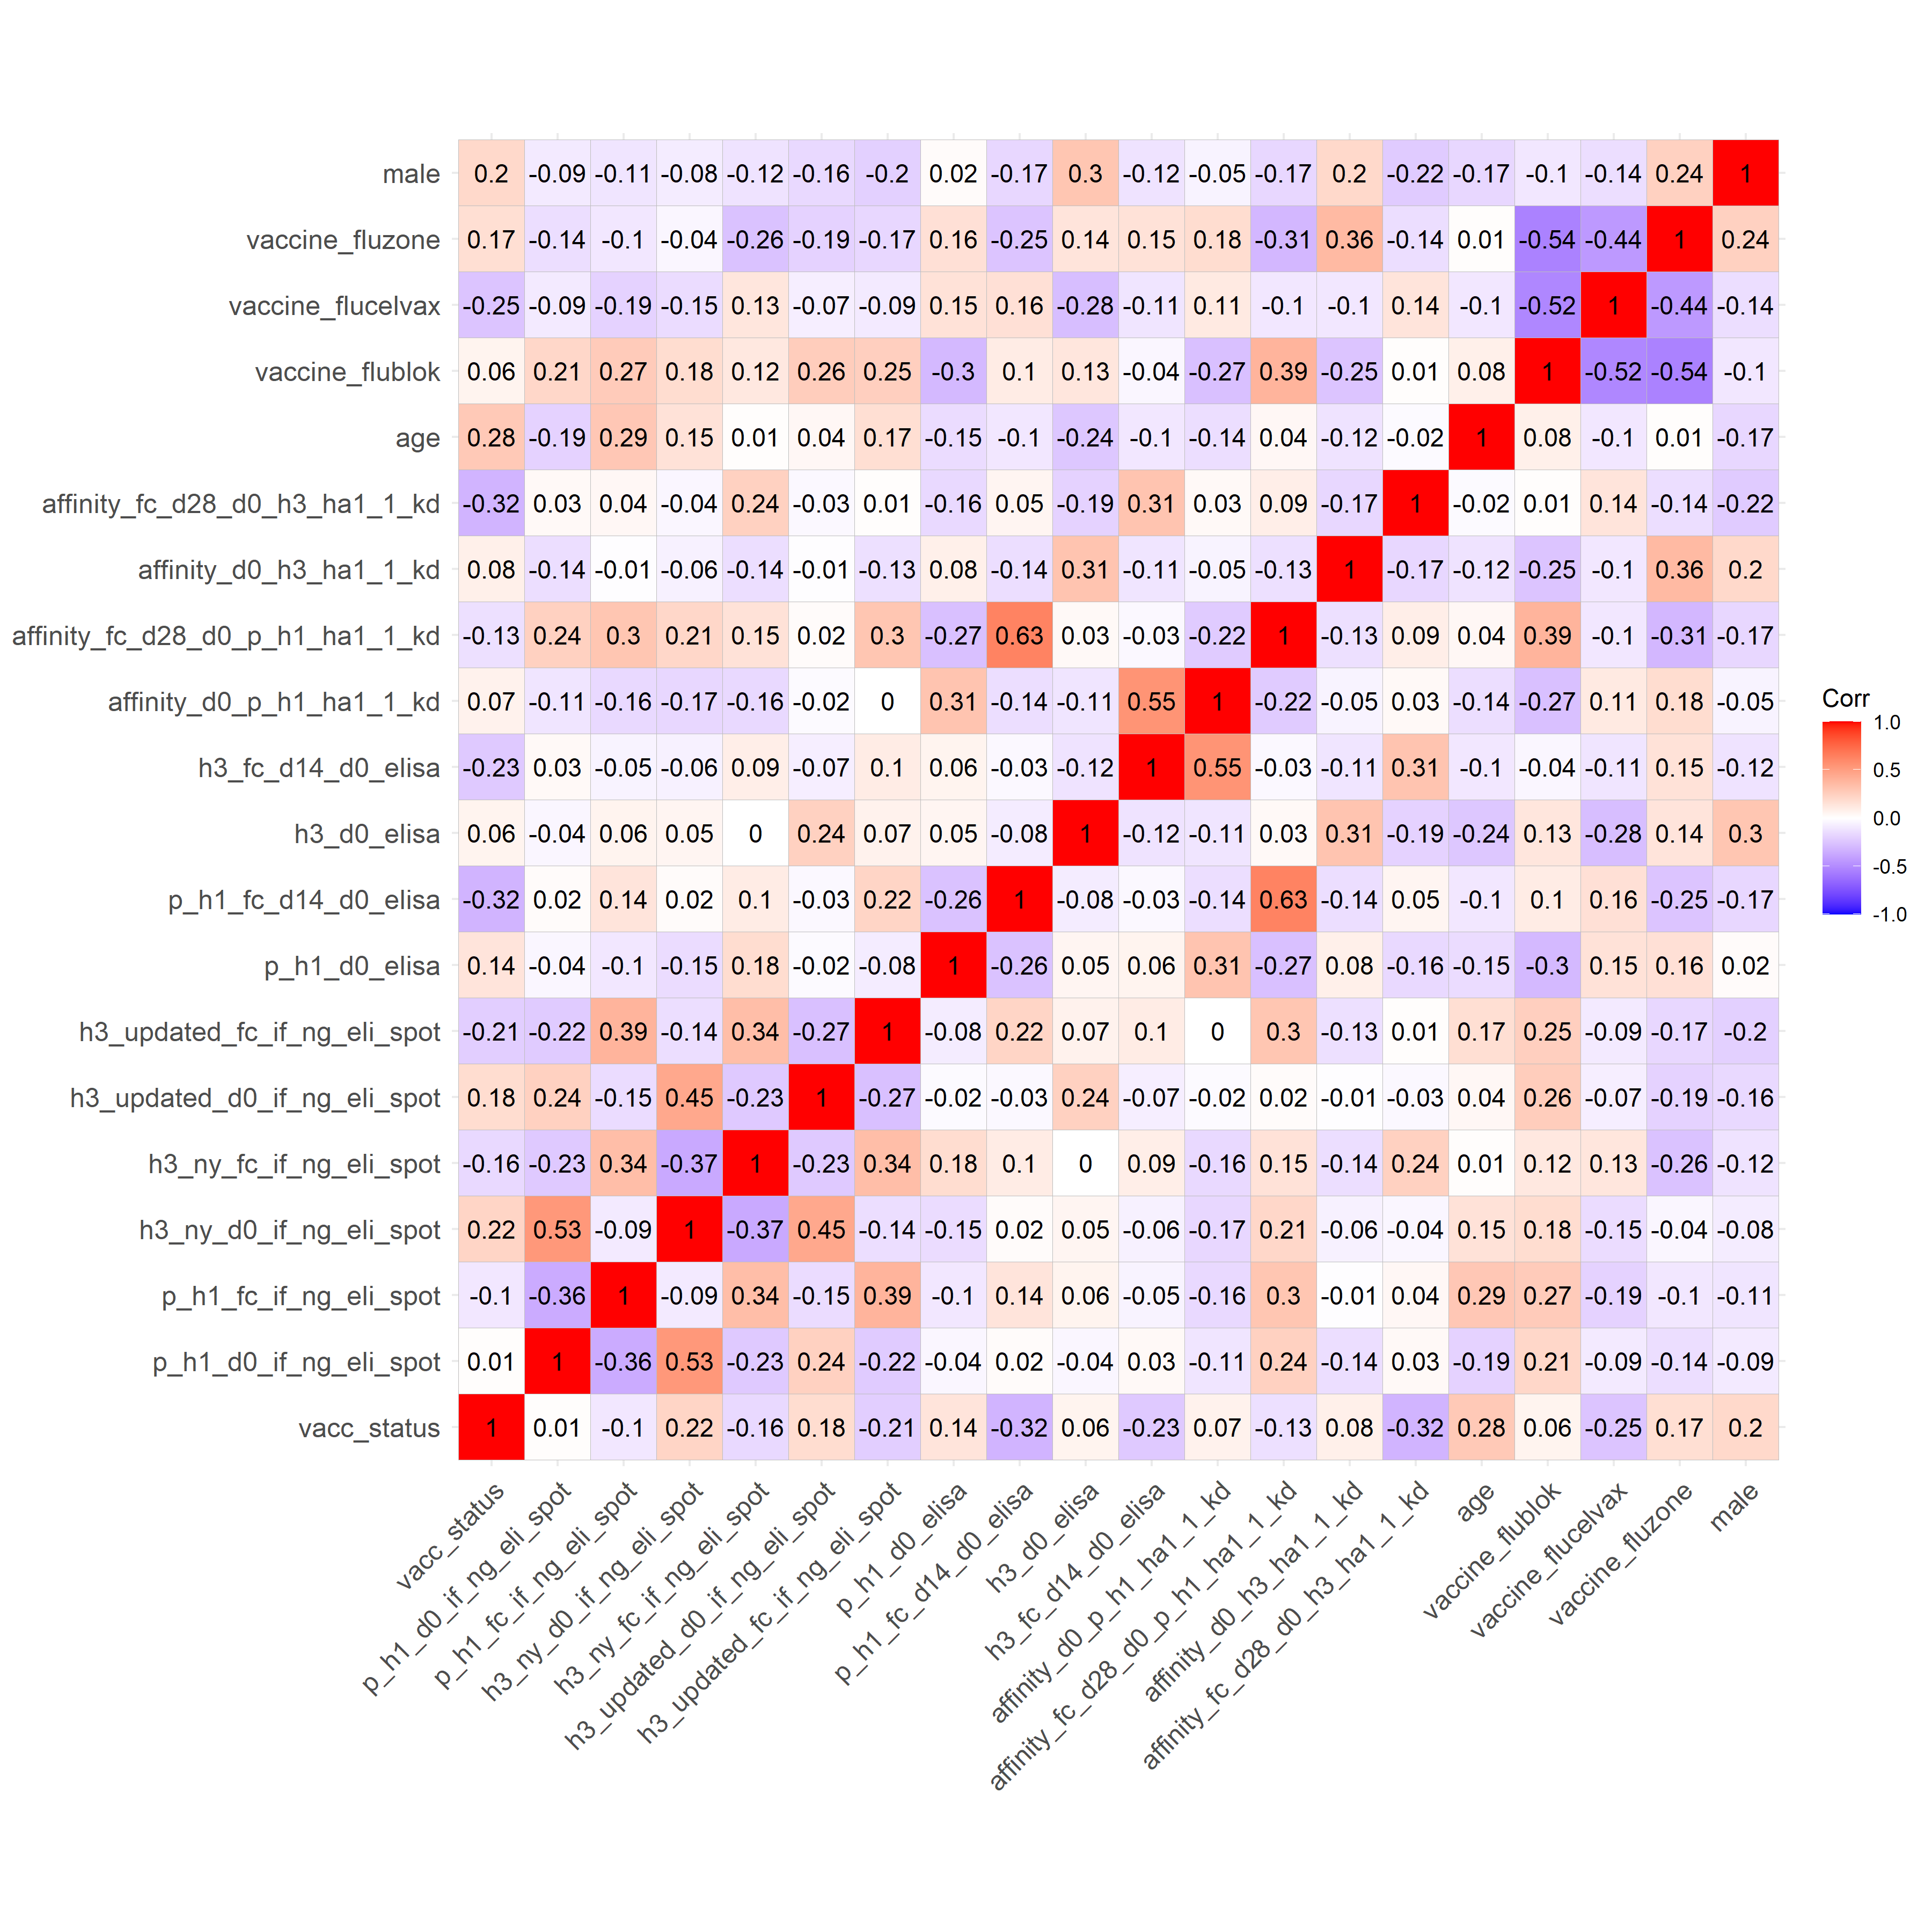 male 0.2 -0.09 -0.11 -0.08 -0.12 -0.16 -0.2 0.02 -0.17 0.3 -0.12 -0.05 -0.17 0.2 -0.22 -0.17 -0.1 -0.14 0.24 1
vaccine_fluzone 0.17 -0.14 -0.1 -0.04 -0.26 -0.19 -0.17 0.16 -0.25 0.14 0.15 0.18 -0.31 0.36 -0.14 0.01 -0.54 -0.44 1 0.24
vaccine_flucelvax -0.25 -0.09 -0.19 -0.15 0.13 -0.07 -0.09 0.15 0.16 -0.28 -0.11 0.11 -0.1 -0.1 0.14 -0.1 -0.52 1 -0.44 -0.14
vaccine_flublok 0.06 0.21 0.27 0.18 0.12 0.26 0.25 -0.3 0.1 0.13 -0.04 -0.27 0.39 -0.25 0.01 0.08 1 -0.52 -0.54 -0.1
age 0.28 -0.19 0.29 0.15 0.01 0.04 0.17 -0.15 -0.1 -0.24 -0.1 -0.14 0.04 -0.12 -0.02 1 0.08 -0.1 0.01 -0.17
affinity_fc_d28_d0_h3_ha1_1_kd -0.32 0.03 0.04 -0.04 0.24 -0.03 0.01 -0.16 0.05 -0.19 0.31 0.03 0.09 -0.17 1 -0.02 0.01 0.14 -0.14 -0.22
affinity_d0_h3_ha1_1_kd 0.08 -0.14 -0.01 -0.06 -0.14 -0.01 -0.13 0.08 -0.14 0.31 -0.11 -0.05 -0.13 1 -0.17 -0.12 -0.25 -0.1 0.36 0.2
affinity_fc_d28_d0_p_h1_ha1_1_kd -0.13 0.24 0.3 0.21 0.15 0.02 0.3 -0.27 0.63 0.03 -0.03 -0.22 1 -0.13 0.09 0.04 0.39 -0.1 -0.31 -0.17
affinity_d0_p_h1_ha1_1_kd 0.07 -0.11 -0.16 -0.17 -0.16 -0.02 0 0.31 -0.14 -0.11 0.55 1 -0.22 -0.05 0.03 -0.14 -0.27 0.11 0.18 -0.05
h3_fc_d14_d0_elisa -0.23 0.03 -0.05 -0.06 0.09 -0.07 0.1 0.06 -0.03 -0.12 1 0.55 -0.03 -0.11 0.31 -0.1 -0.04 -0.11 0.15 -0.12
h3_d0_elisa 0.06 -0.04 0.06 0.05 0 0.24 0.07 0.05 -0.08 1 -0.12 -0.11 0.03 0.31 -0.19 -0.24 0.13 -0.28 0.14 0.3
p_h1_fc_d14_d0_elisa -0.32 0.02 0.14 0.02 0.1 -0.03 0.22 -0.26 1 -0.08 -0.03 -0.14 0.63 -0.14 0.05 -0.1 0.1 0.16 -0.25 -0.17
p_h1_d0_elisa 0.14 -0.04 -0.1 -0.15 0.18 -0.02 -0.08 1 -0.26 0.05 0.06 0.31 -0.27 0.08 -0.16 -0.15 -0.3 0.15 0.16 0.02
h3_updated_fc_if_ng_eli_spot -0.21 -0.22 0.39 -0.14 0.34 -0.27 1 -0.08 0.22 0.07 0.1 0 0.3 -0.13 0.01 0.17 0.25 -0.09 -0.17 -0.2
h3_updated_d0_if_ng_eli_spot 0.18 0.24 -0.15 0.45 -0.23 1 -0.27 -0.02 -0.03 0.24 -0.07 -0.02 0.02 -0.01 -0.03 0.04 0.26 -0.07 -0.19 -0.16
h3_ny_fc_if_ng_eli_spot -0.16 -0.23 0.34 -0.37 1 -0.23 0.34 0.18 0.1 0 0.09 -0.16 0.15 -0.14 0.24 0.01 0.12 0.13 -0.26 -0.12
h3_ny_d0_if_ng_eli_spot 0.22 0.53 -0.09 1 -0.37 0.45 -0.14 -0.15 0.02 0.05 -0.06 -0.17 0.21 -0.06 -0.04 0.15 0.18 -0.15 -0.04 -0.08
p_h1_fc_if_ng_eli_spot -0.1 -0.36 1 -0.09 0.34 -0.15 0.39 -0.1 0.14 0.06 -0.05 -0.16 0.3 -0.01 0.04 0.29 0.27 -0.19 -0.1 -0.11
p_h1_d0_if_ng_eli_spot 0.01 1 -0.36 0.53 -0.23 0.24 -0.22 -0.04 0.02 -0.04 0.03 -0.11 0.24 -0.14 0.03 -0.19 0.21 -0.09 -0.14 -0.09
vacc_status 1 0.01 -0.1 0.22 -0.16 0.18 -0.21 0.14 -0.32 0.06 -0.23 0.07 -0.13 0.08 -0.32 0.28 0.06 -0.25 0.17 0.2
vacc_status
p_h1_d0_if_ng_eli_spot
p_h1_fc_if_ng_eli_spot
h3_ny_d0_if_ng_eli_spot
h3_ny_fc_if_ng_eli_spot
h3_updated_d0_if_ng_eli_spot
h3_updated_fc_if_ng_eli_spot
p_h1_d0_elisa
p_h1_fc_d14_d0_elisa
h3_d0_elisa
h3_fc_d14_d0_elisa
affinity_d0_p_h1_ha1_1_kd
affinity_fc_d28_d0_p_h1_ha1_1_kd
affinity_d0_h3_ha1_1_kd
affinity_fc_d28_d0_h3_ha1_1_kd
age
vaccine_flublok
vaccine_flucelvax
vaccine_fluzone
male
Corr
1.0
0.5
0.0
-0.5
-1.0